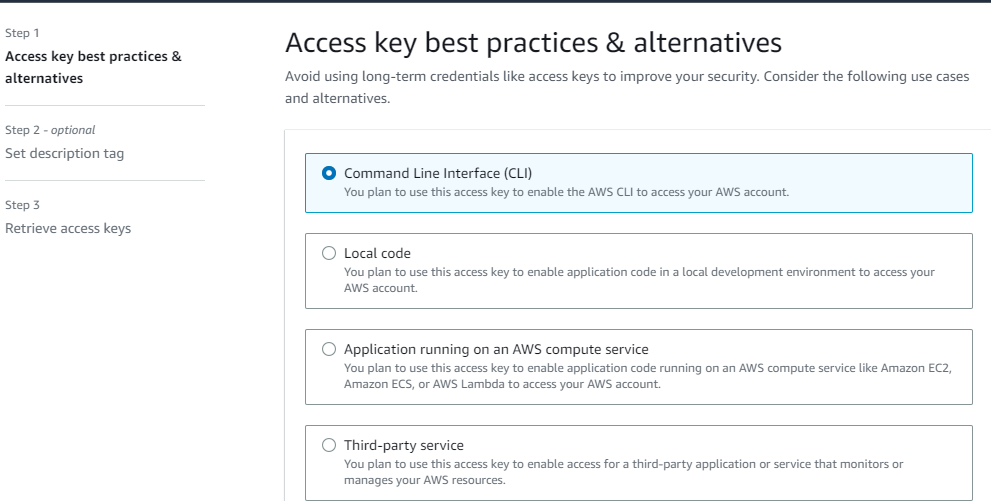 Step 1
Access key best practices &
alternatives
Step 2 - optional
Set description tag
Step 3
Retrieve access keys
Access key best practices & alternatives
Avoid using long-term credentials like access keys to improve your security. Consider the following use cases
and alternatives.
Command Line Interface (CLI)
You plan to use this access key to enable the AWS CLI to access your AWS account.
Local code
You plan to use this access key to enable application code in a local development environment to access your
AWS account.
Application running on an AWS compute service
You plan to use this access key to enable application code running on an AWS compute service like Amazon EC2,
Amazon ECS, or AWS Lambda to access your AWS account.
Third-party service
You plan to use this access key to enable access for a third-party application or service that monitors or
manages your AWS resources.